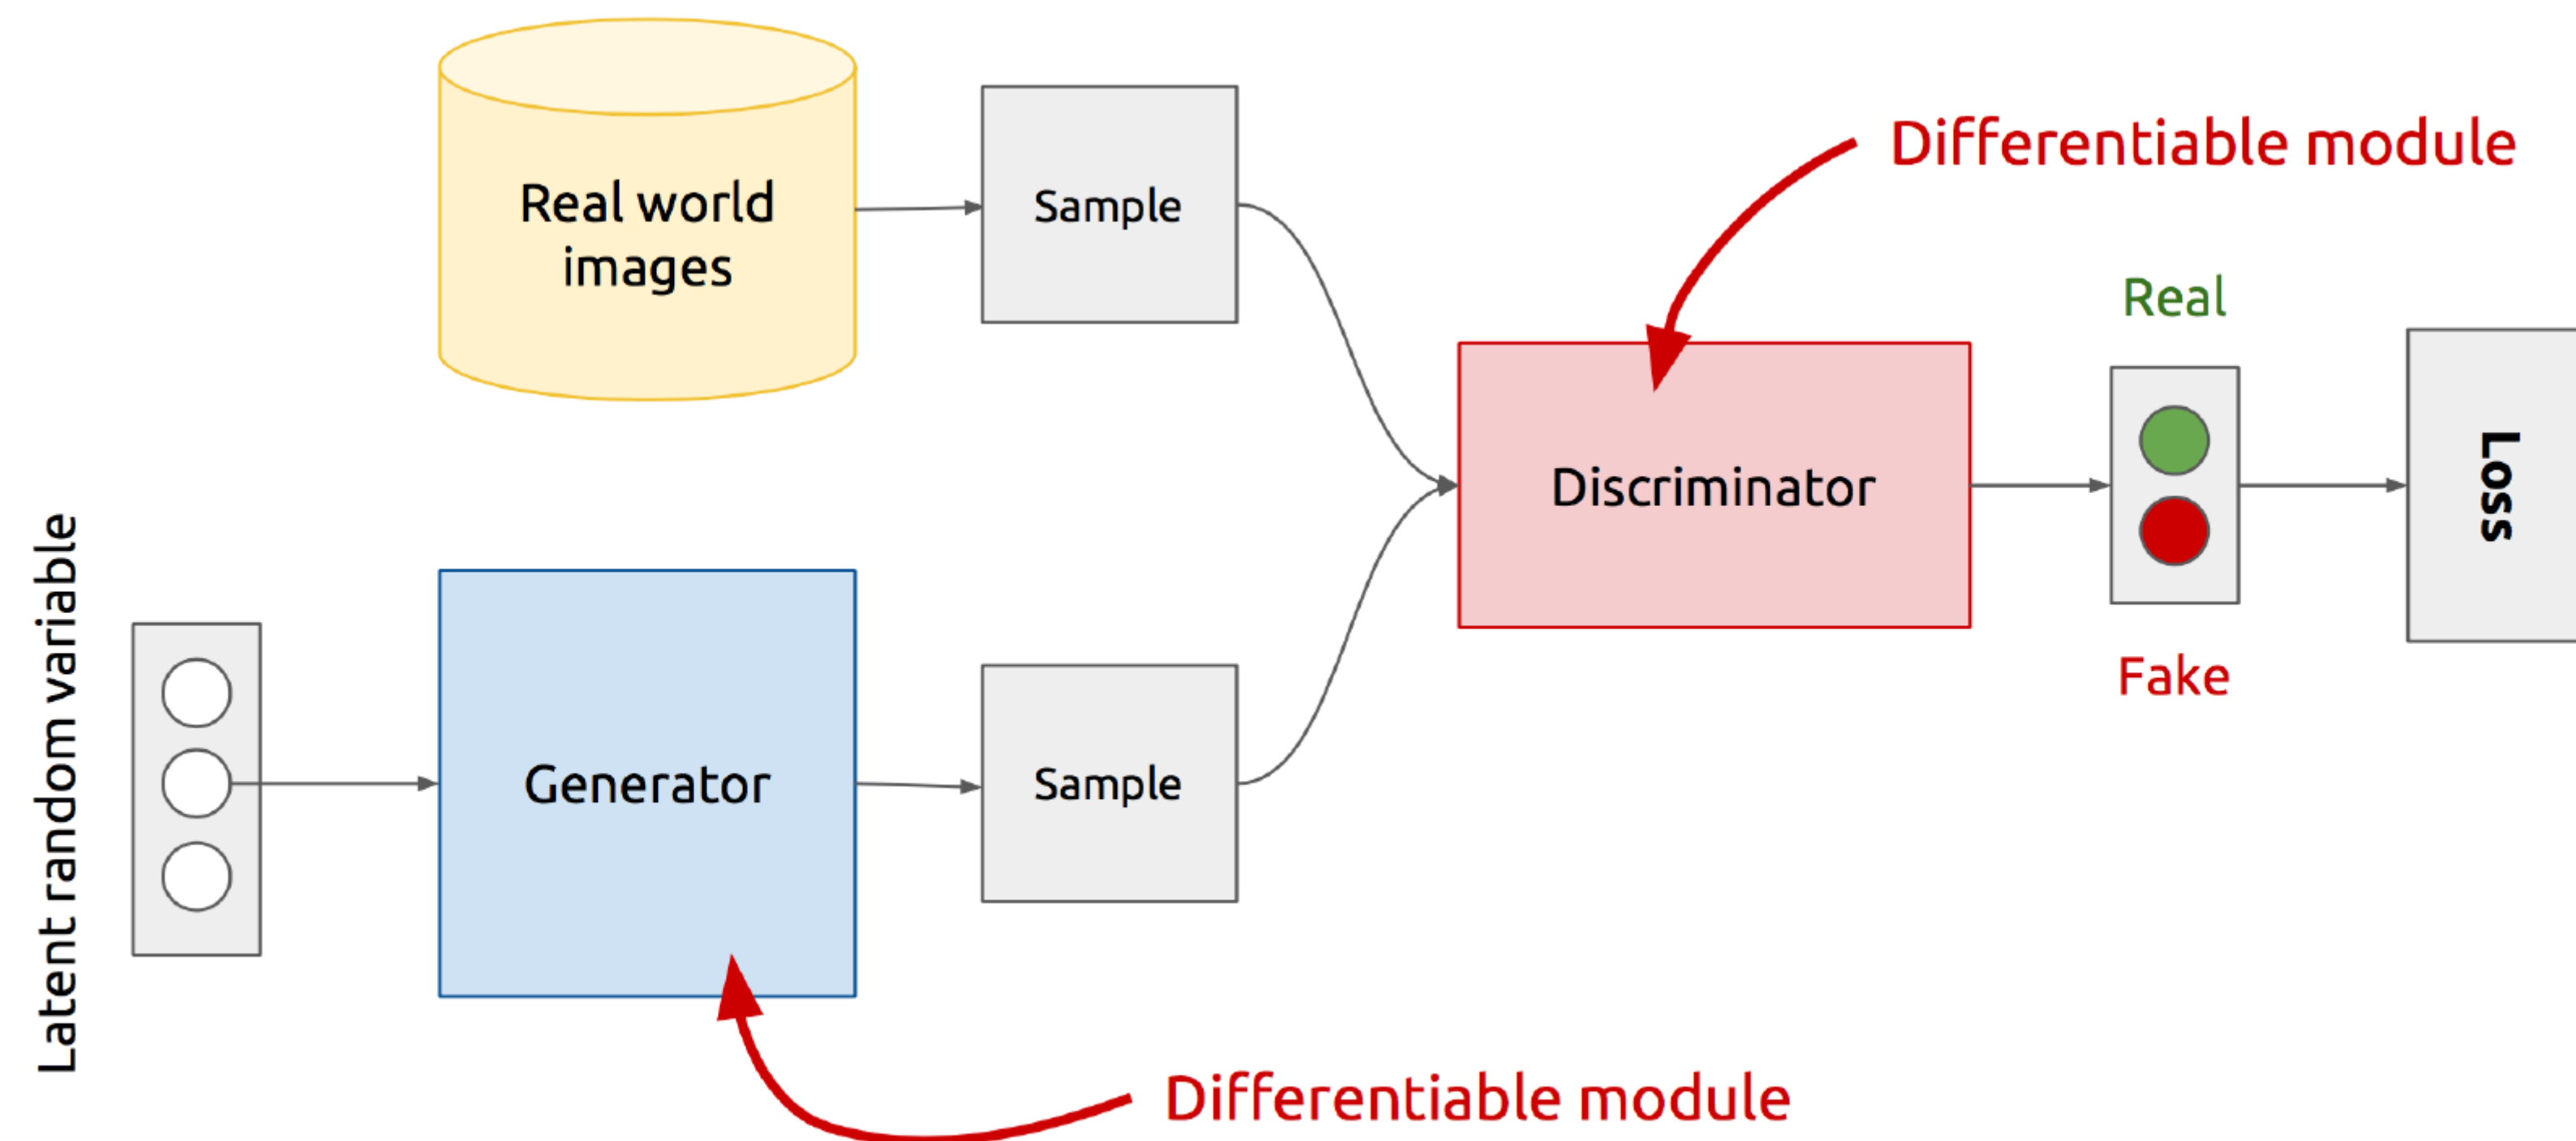 Real world
images
Sample
Differentiable module
Real
Discriminator
Loss
Fake
Latent random variable
Generator
Sample
Differentiable module